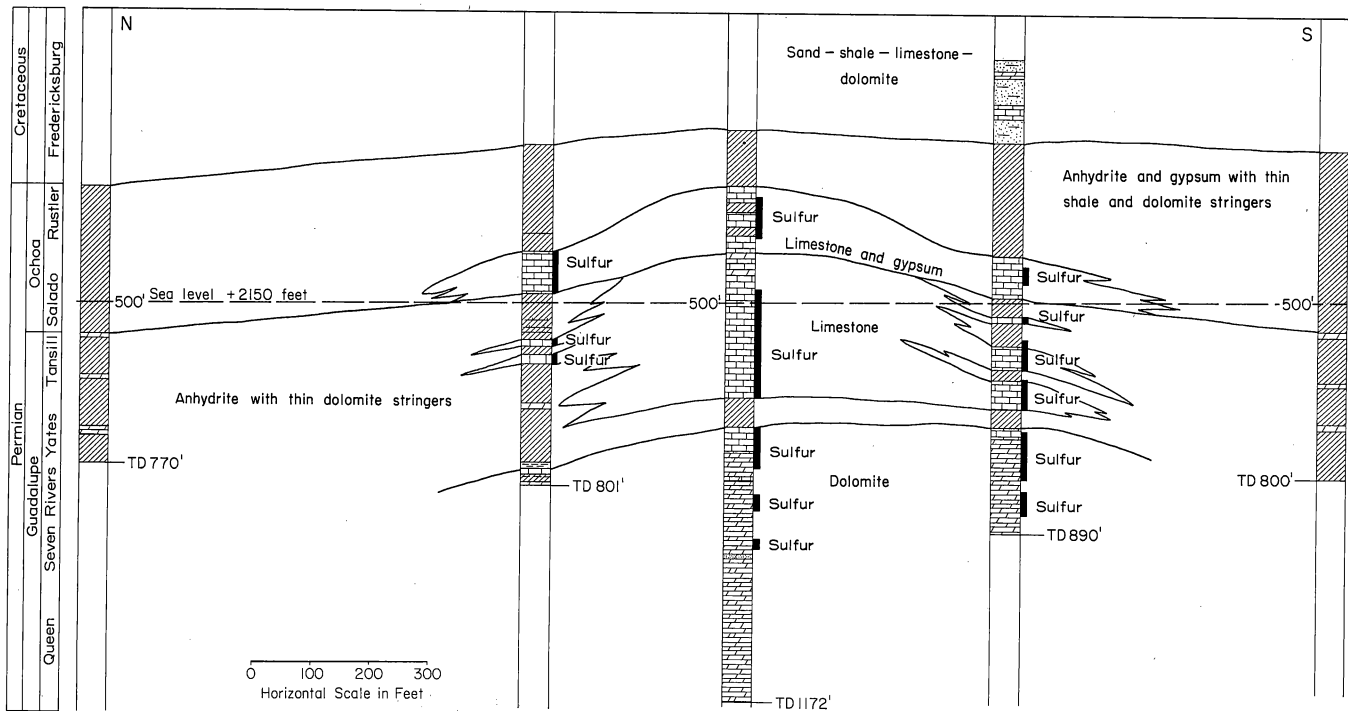 N
S
Cretaceous
Fredericksburg
Permian
Ochoa
Rustler
Salado
Guadalupe
Tansill
Yates
Seven Rivers
Queen
Sand – shale – limestone –
dolomite
Anhydrite and gypsum with thin
shale and dolomite stringers
Sulfur
Sulfur
Limestone and gypsum
Sulfur
500'
Sea level +2150 feet
500'
500'
Sulfur
Limestone
Sulfur
Sulfur
Sulfur
Sulfur
Sulfur
Anhydrite with thin dolomite stringers
Sulfur
Sulfur
Dolomite
TD 770'
TD 801'
TD 800'
Sulfur
Sulfur
Sulfur
TD 890'
0 100 200 300
Horizontal Scale in Feet
TD 1172'